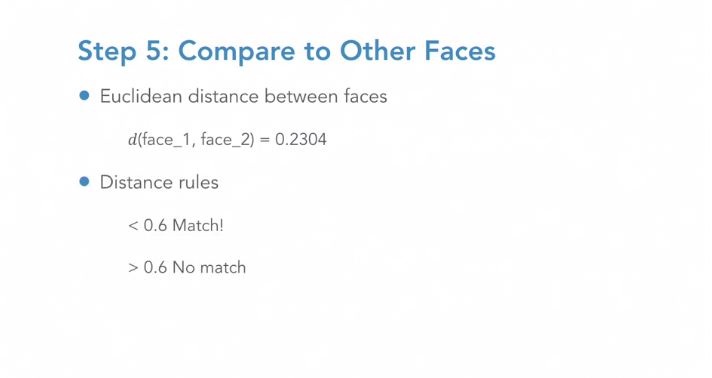 Step 5: Compare to Other Faces
● Euclidean distance between faces
d(face_1, face_2) = 0.2304
● Distance rules
< 0.6 Match!
> 0.6 No match